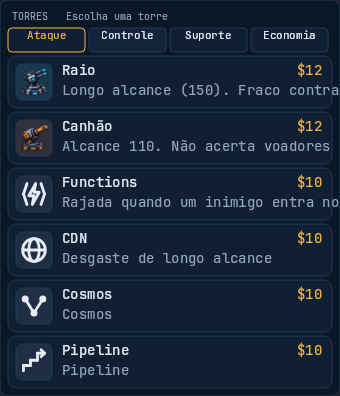 TORRES Escolha uma torre
Ataque Controle Suporte Economia
Raio $12
Longo alcance (150). Fraco contra
Canhão $12
Alcance 110. Não acerta voadores
Functions $10
Rajada quando um inimigo entra no
CDN $10
Desgaste de longo alcance
Cosmos $10
Cosmos
Pipeline $10
Pipeline